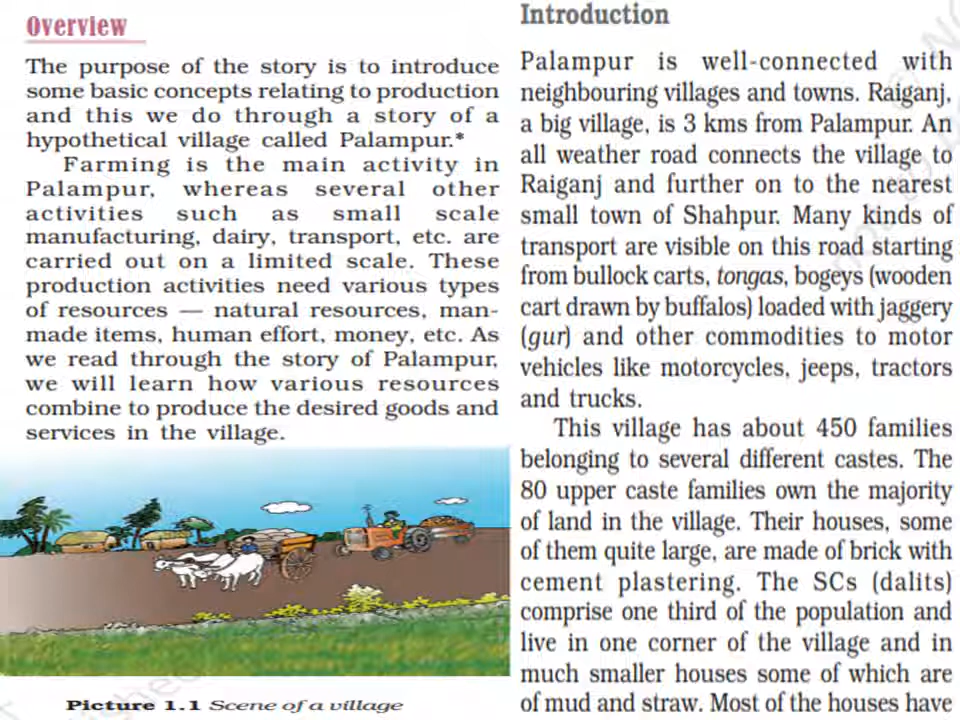 Overview
The purpose of the story is to introduce
some basic concepts relating to production
and this we do through a story of a
hypothetical village called Palampur.*
Farming is the main activity in
Palampur, whereas several other
activities such as small scale
manufacturing, dairy, transport, etc. are
carried out on a limited scale. These
production activities need various types
of resources — natural resources, man-
made items, human effort, money, etc. As
we read through the story of Palampur,
we will learn how various resources
combine to produce the desired goods and
services in the village.
Picture 1.1 Scene of a village
Introduction
Palampur is well-connected with
neighbouring villages and towns. Raiganj,
a big village, is 3 kms from Palampur. An
all weather road connects the village to
Raiganj and further on to the nearest
small town of Shahpur. Many kinds of
transport are visible on this road starting
from bullock carts, tongas, bogeys (wooden
cart drawn by buffalos) loaded with jaggery
(gur) and other commodities to motor
vehicles like motorcycles, jeeps, tractors
and trucks.
This village has about 450 families
belonging to several different castes. The
80 upper caste families own the majority
of land in the village. Their houses, some
of them quite large, are made of brick with
cement plastering. The SCs (dalits)
comprise one third of the population and
live in one corner of the village and in
much smaller houses some of which are
of mud and straw. Most of the houses have